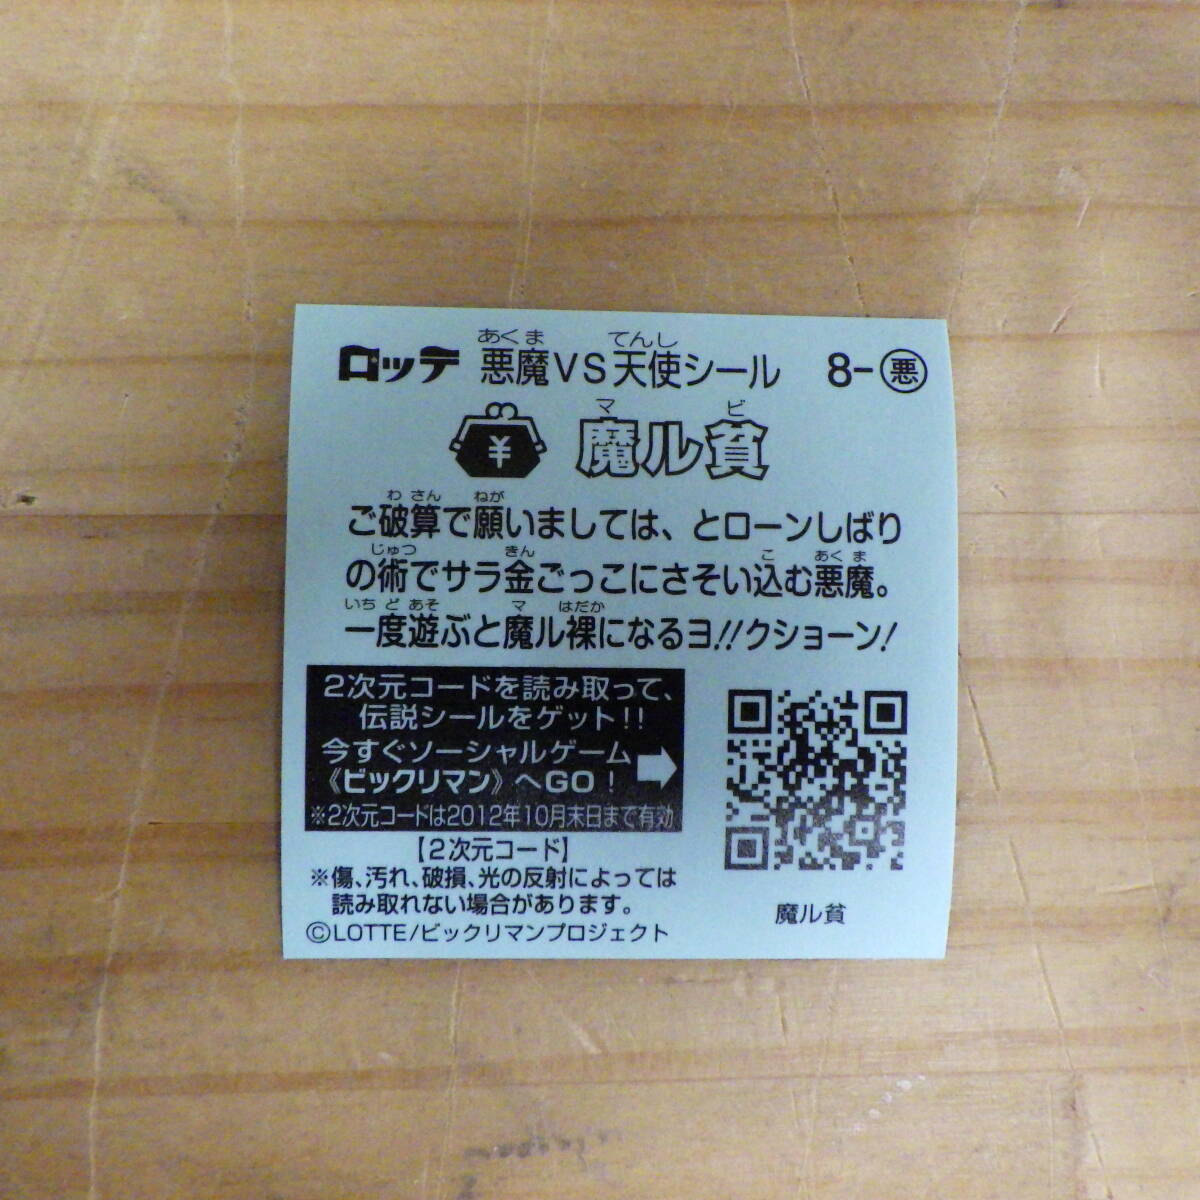 ロッテ 悪魔VS天使シール 8-悪
あくま てんし
¥ 魔ル貧
マ ビ
ご破算で願いましては、とローンしばり
わ さん ねが
の術でサラ金ごっこにさそい込む悪魔。
じゅつ きん こ あく ま
一度遊ぶと魔ル裸になるヨ!!クショーン!
いち ど あそ マ はだか
2次元コードを読み取って、
伝説シールをゲット!!
今すぐソーシャルゲーム
《ビックリマン》へGO!
※2次元コードは2012年10月末日まで有効
【2次元コード】
※傷、汚れ、破損、光の反射によっては
読み取れない場合があります。
©LOTTE/ビックリマンプロジェクト
魔ル貧